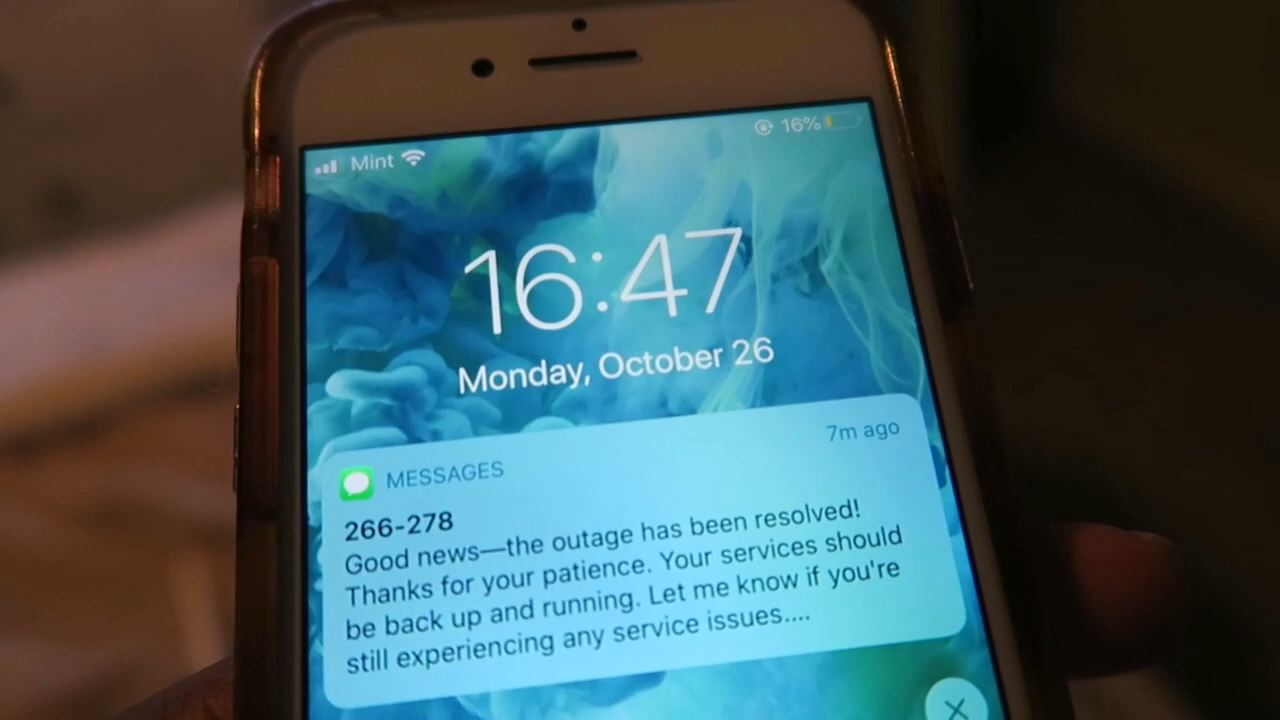 Mint 16%
16:47
Monday, October 26
MESSAGES 7m ago
266-278
Good news—the outage has been resolved!
Thanks for your patience. Your services should
be back up and running. Let me know if you're
still experiencing any service issues....